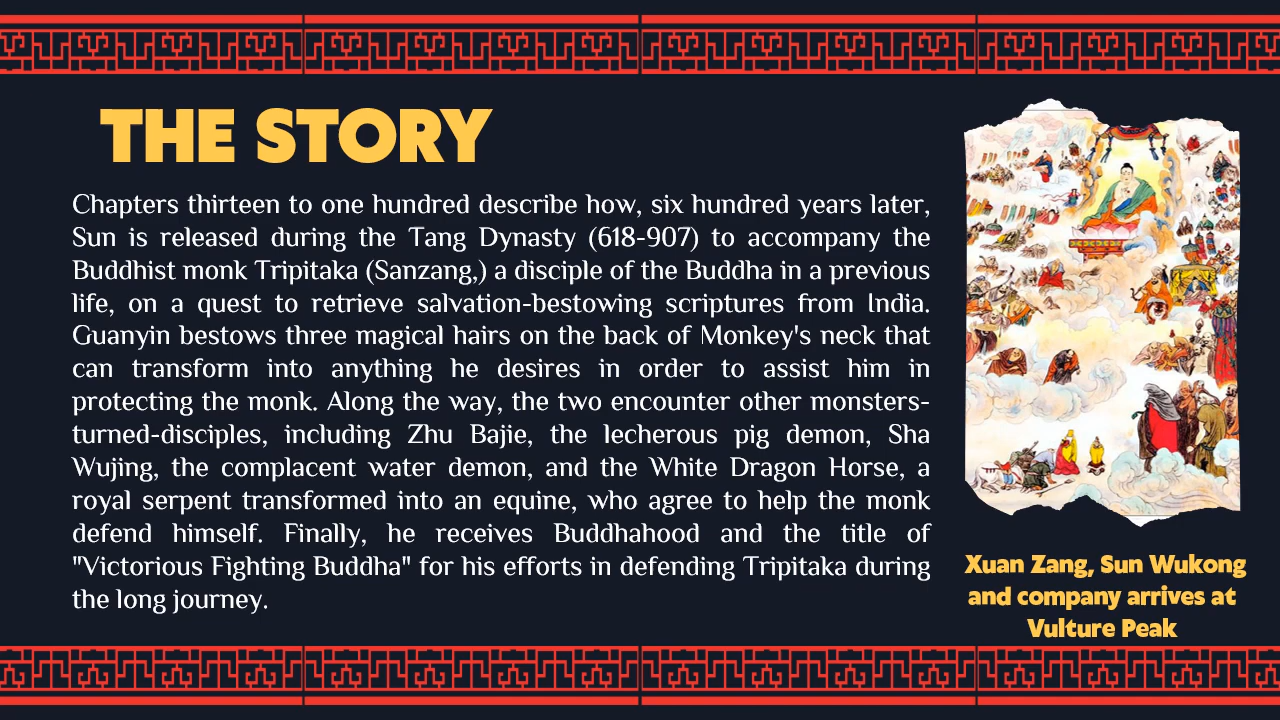 THE STORY
Chapters thirteen to one hundred describe how, six hundred years later,
Sun is released during the Tang Dynasty (618-907) to accompany the
Buddhist monk Tripitaka (Sanzang,) a disciple of the Buddha in a previous
life, on a quest to retrieve salvation-bestowing scriptures from India.
Guanyin bestows three magical hairs on the back of Monkey's neck that
can transform into anything he desires in order to assist him in
protecting the monk. Along the way, the two encounter other monsters-
turned-disciples, including Zhu Bajie, the lecherous pig demon, Sha
Wujing, the complacent water demon, and the White Dragon Horse, a
royal serpent transformed into an equine, who agree to help the monk
defend himself. Finally, he receives Buddhahood and the title of
"Victorious Fighting Buddha" for his efforts in defending Tripitaka during
the long journey.
Xuan Zang, Sun Wukong
and company arrives at
Vulture Peak